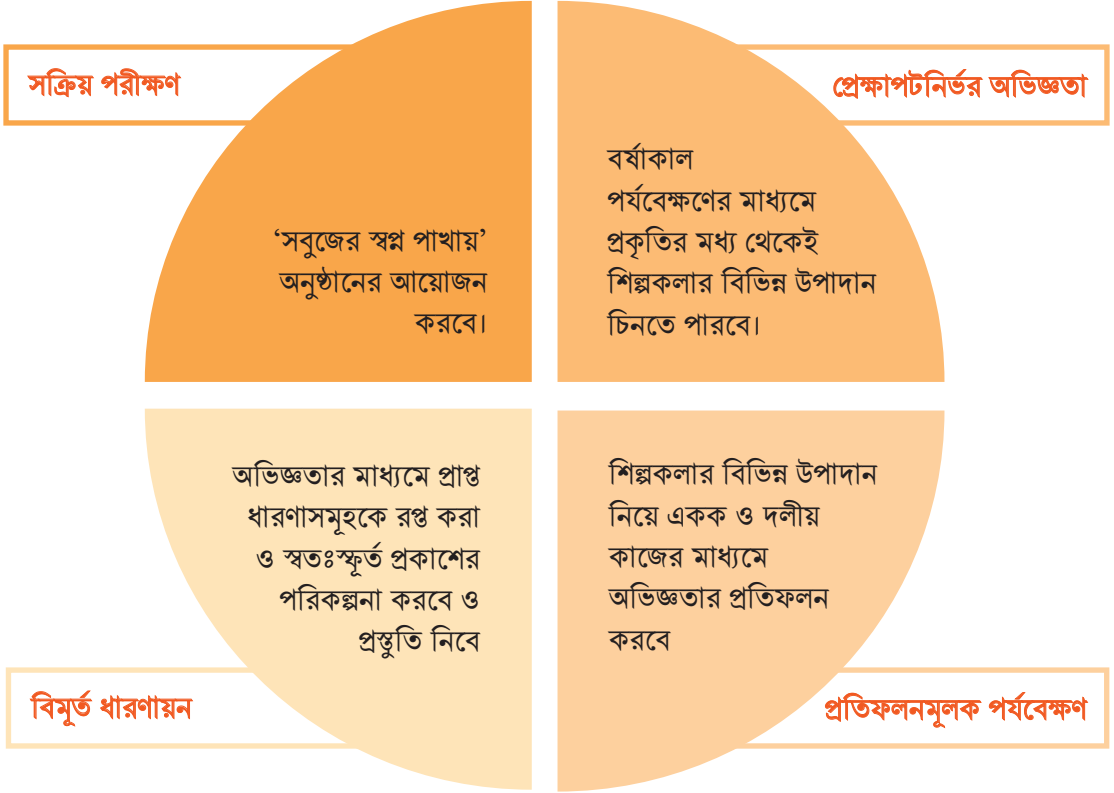 সক্রিয় পরীক্ষণ
‘সবুজের স্বপ্ন পাখায়’
অনুষ্ঠানের আয়োজন
করবে।
প্রেক্ষাপটনির্ভর অভিজ্ঞতা
বর্ষাকাল
পর্যবেক্ষণের মাধ্যমে
প্রকৃতির মধ্য থেকেই
শিল্পকলার বিভিন্ন উপাদান
চিনতে পারবে।
অভিজ্ঞতার মাধ্যমে প্রাপ্ত
ধারণাসমূহকে রপ্ত করা
ও স্বতঃস্ফূর্ত প্রকাশের
পরিকল্পনা করবে ও
প্রস্তুতি নিবে
বিমূর্ত ধারণায়ন
শিল্পকলার বিভিন্ন উপাদান
নিয়ে একক ও দলীয়
কাজের মাধ্যমে
অভিজ্ঞতার প্রতিফলন
করবে
প্রতিফলনমূলক পর্যবেক্ষণ